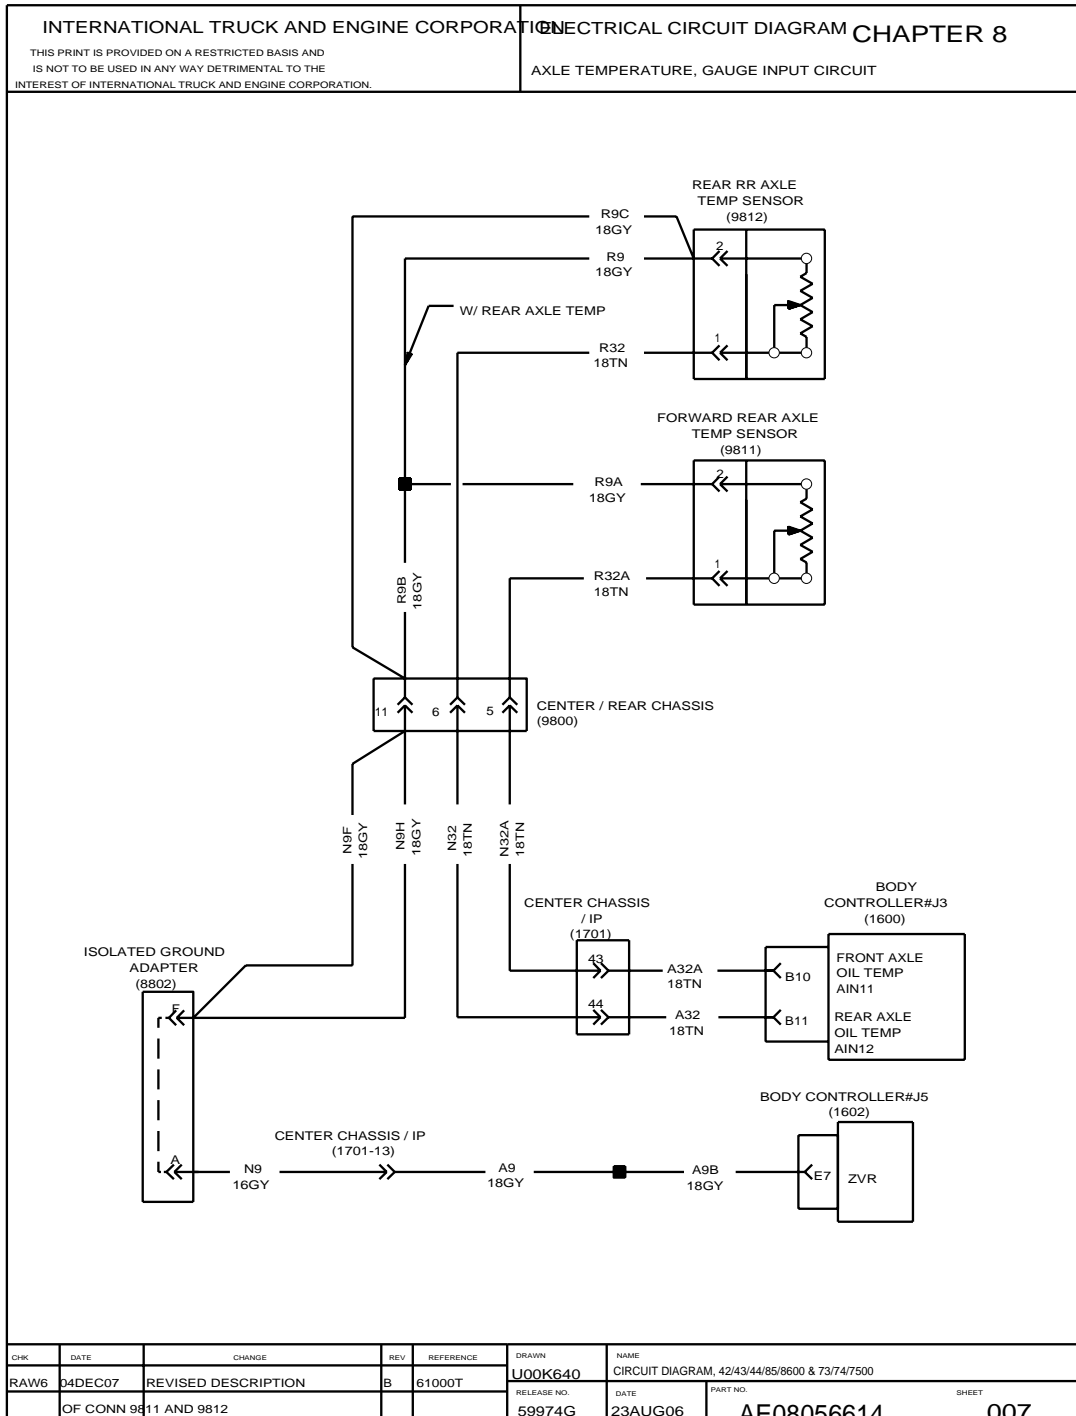 INTERNATIONAL TRUCK AND ENGINE CORPORATION
ELECTRICAL CIRCUIT DIAGRAM
CHAPTER 8
THIS PRINT IS PROVIDED ON A RESTRICTED BASIS AND
IS NOT TO BE USED IN ANY WAY DETRIMENTAL TO THE
INTEREST OF INTERNATIONAL TRUCK AND ENGINE CORPORATION.
AXLE TEMPERATURE, GAUGE INPUT CIRCUIT
REAR RR AXLE
TEMP SENSOR
(9812)
R9C
18GY
2
R9
18GY
W/ REAR AXLE TEMP
1
R32
18TN
FORWARD REAR AXLE
TEMP SENSOR
(9811)
2
R9A
18GY
1
R32A
18TN
R9B
18GY
11
6
5
CENTER / REAR CHASSIS
(9800)
N9F
18GY
N9H
18GY
N32
18TN
N32A
18TN
CENTER CHASSIS
/ IP
(1701)
43
44
A32A
18TN
A32
18TN
BODY
CONTROLLER#J3
(1600)
B10
FRONT AXLE
OIL TEMP
AIN11
B11
REAR AXLE
OIL TEMP
AIN12
ISOLATED GROUND
ADAPTER
(8802)
F
A
N9
16GY
CENTER CHASSIS / IP
(1701-13)
A9
18GY
A9B
18GY
BODY CONTROLLER#J5
(1602)
E7
ZVR
CHK DATE CHANGE REV REFERENCE
RAW6 04DEC07 REVISED DESCRIPTION B 61000T
OF CONN 9811 AND 9812
DRAWN
U00K640
NAME
CIRCUIT DIAGRAM, 42/43/44/85/8600 & 73/74/7500
RELEASE NO.
59974G
DATE
23AUG06
PART NO.
AE08056614
SHEET
007